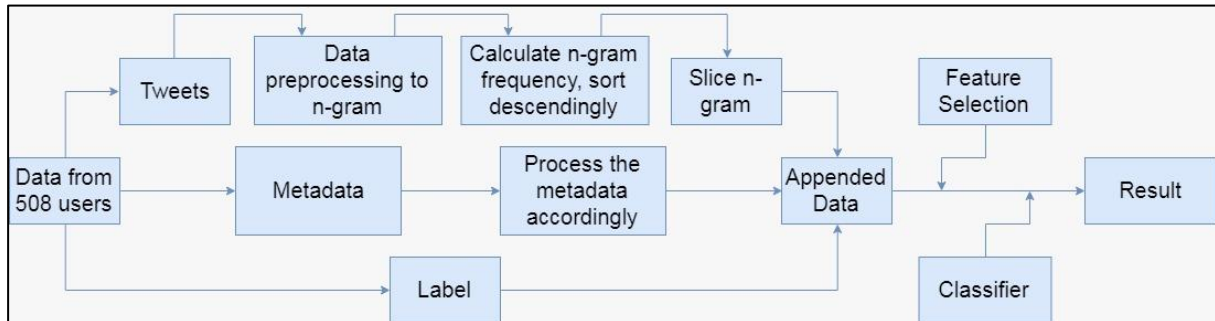 Tweets
Data
preprocessing to
n-gram
Calculate n-gram
frequency, sort
descendingly
Slice n-
gram
Feature
Selection
Data from
508 users
Metadata
Process the
metadata
accordingly
Appended
Data
Result
Label
Classifier